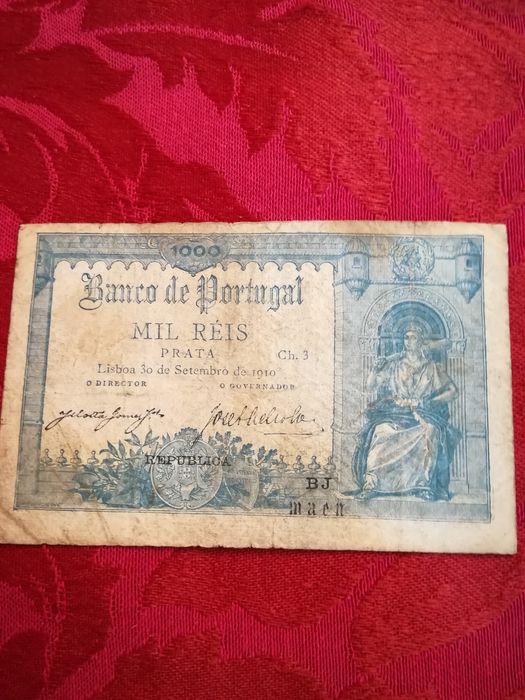 1000
Banco de Portugal
MIL RÉIS
PRATA Ch. 3
Lisboa 30 de Setembro de 1910
O DIRECTOR O GOVERNADOR
REPUBLICA
BJ
maen